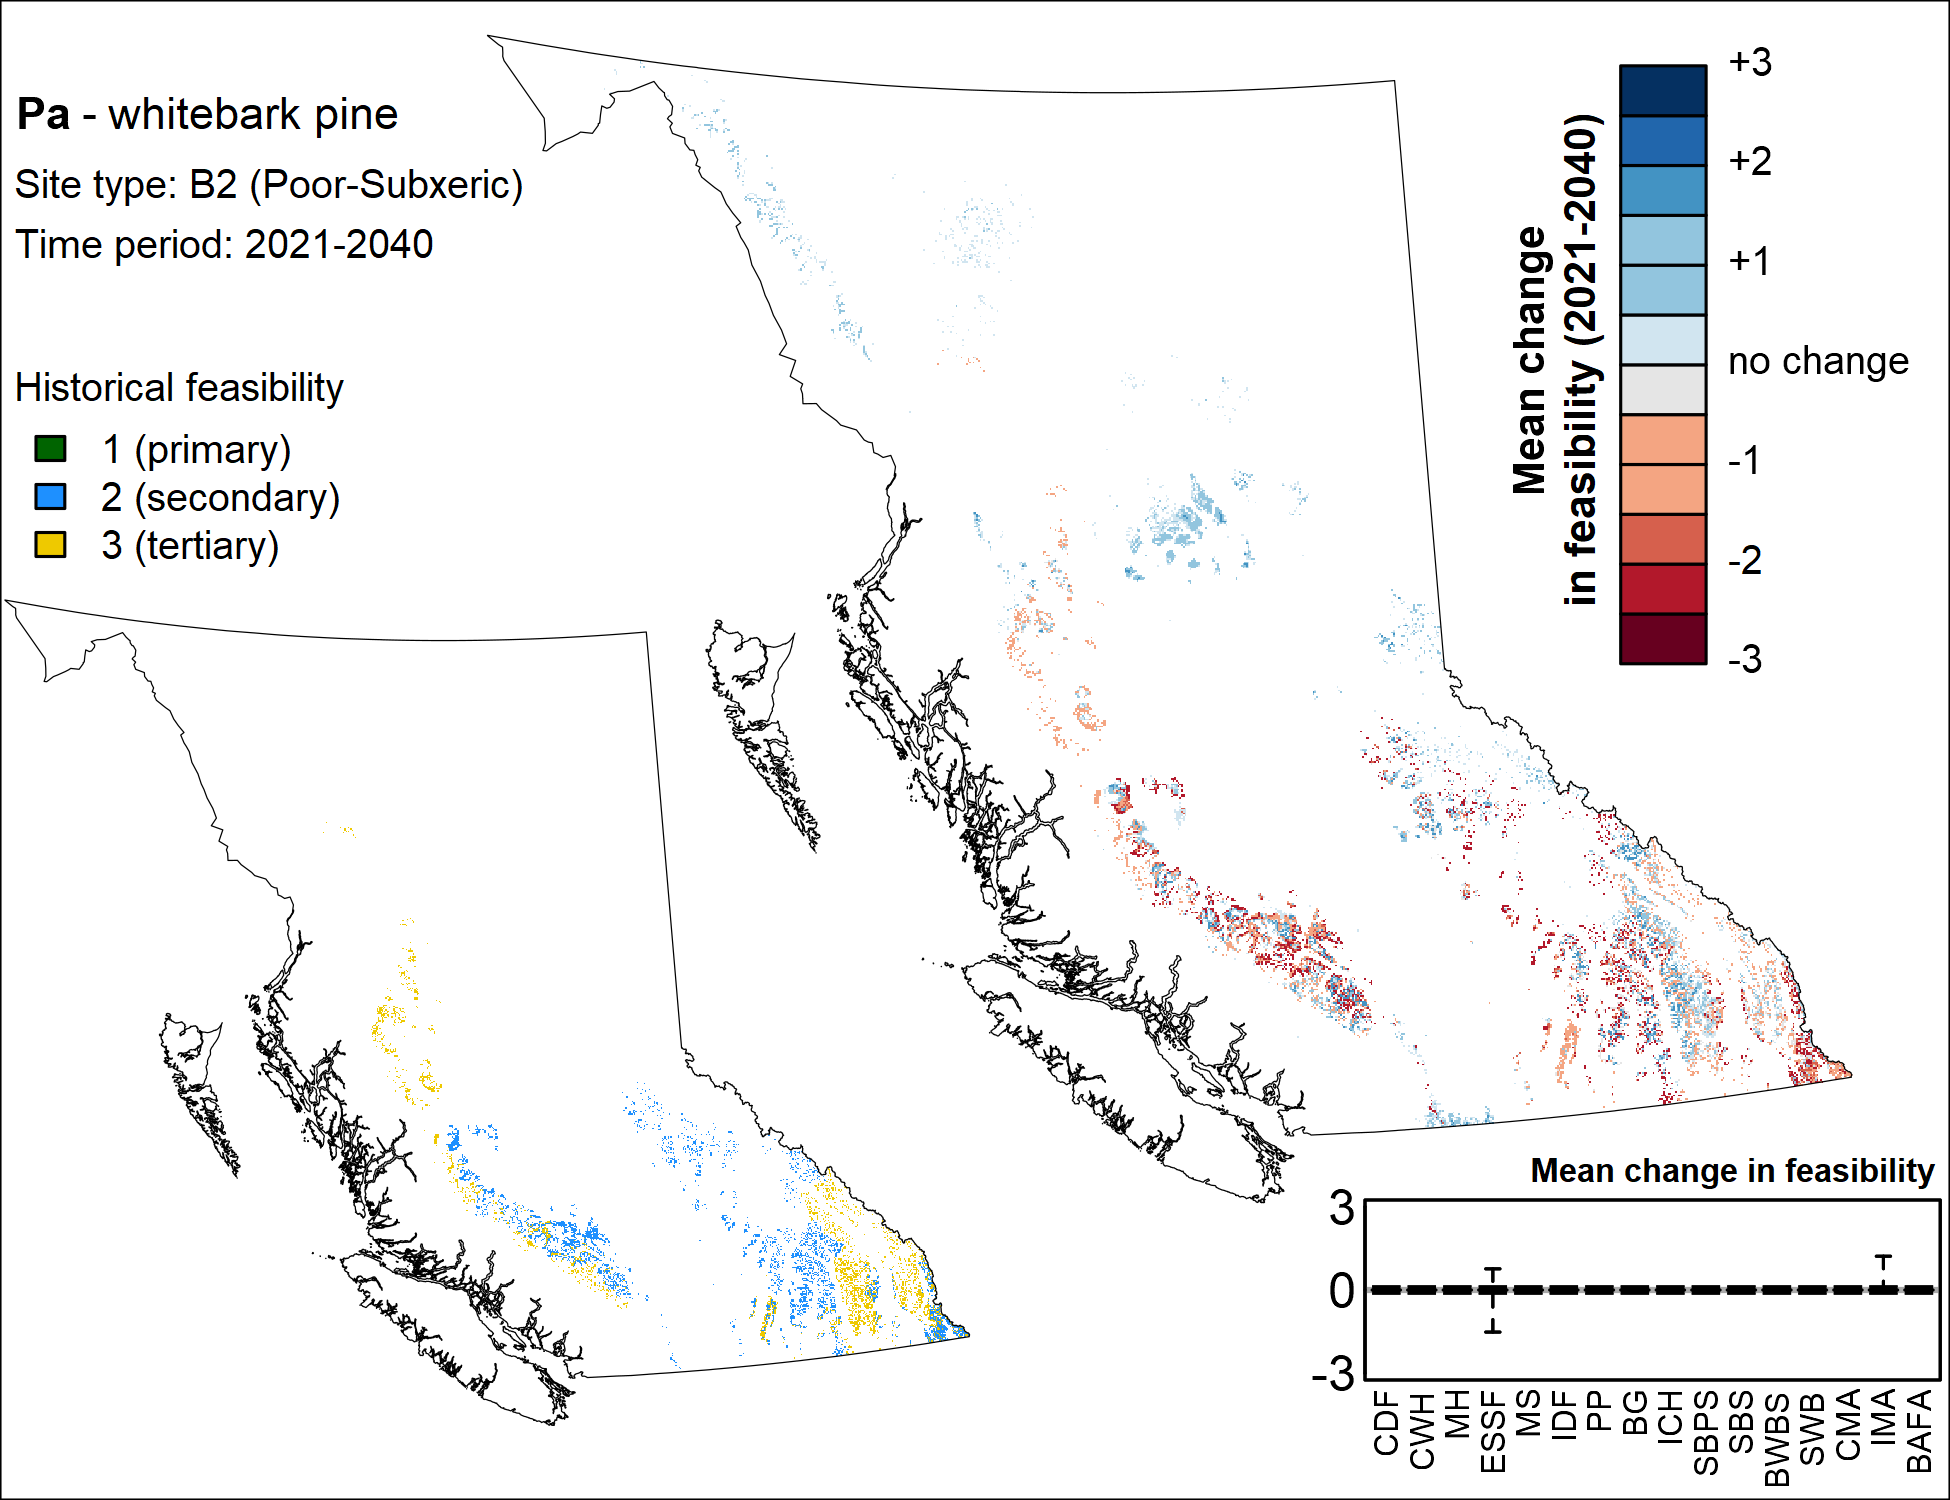 Pa - whitebark pine
Site type: B2 (Poor-Subxeric)
Time period: 2021-2040
Historical feasibility
1 (primary)
2 (secondary)
3 (tertiary)
Mean change
in feasibility (2021-2040)
+3
+2
+1
no change
-1
-2
-3
Mean change in feasibility
3
0
-3
CDF
CWH
MH
ESSF
MS
IDF
PP
BG
ICH
SBPS
SBS
BWBS
SWB
CMA
IMA
BAFA